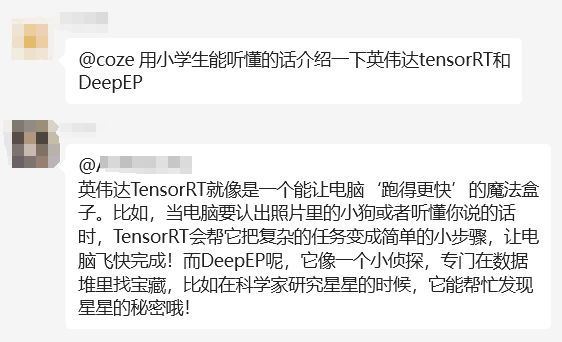 @coze 用小学生能听懂的话介绍一下英伟达tensorRT和
DeepEP
@
英伟达TensorRT就像是一个能让电脑‘跑得更快’的魔法盒
子。比如，当电脑要认出照片里的小狗或者听懂你说的话
时，TensorRT会帮它把复杂的任务变成简单的小步骤，让电
脑飞快完成！而DeepEP呢，它像一个小侦探，专门在数据
堆里找宝藏，比如在科学家研究星星的时候，它能帮忙发现
星星的秘密哦！